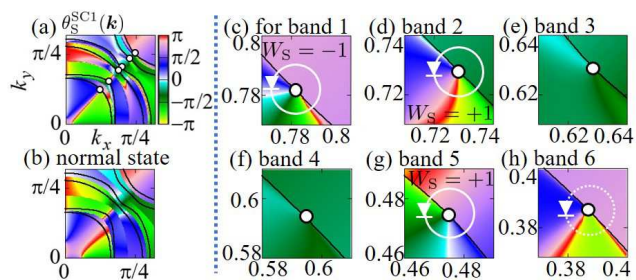 (a) θ_S^SC1(k)
π/4
0
k_y
0 k_x π/4
π
π/2
0
−π/2
−π
(b) normal state
π/4
0
0 π/4
(c) for band 1
0.8
0.78
0.78 0.8
W_S = −1
(d) band 2
0.74
0.72
0.73 0.74
W_S = +1
(e) band 3
0.64
0.62
0.62 0.64
(f) band 4
0.6
0.59
0.58 0.6
(g) band 5
0.48
0.46
0.46 0.48
W_S = +1
(h) band 6
0.4
0.38
0.38 0.4